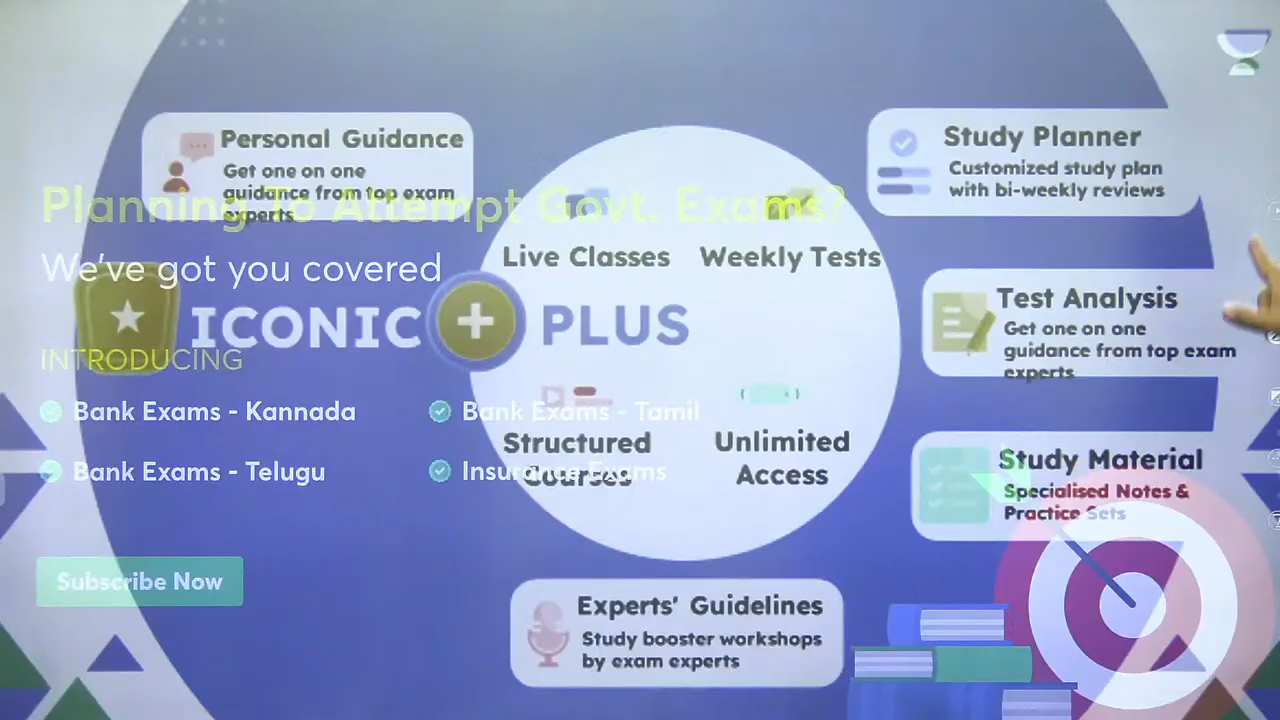 Personal Guidance
Get one on one
guidance from top exam
experts
Study Planner
Customized study plan
with bi-weekly reviews
Planning To Attempt Govt. Exams?
We've got you covered
Live Classes
Weekly Tests
ICONIC + PLUS
Test Analysis
Get one on one
guidance from top exam
experts
INTRODUCING
Bank Exams - Kannada
Bank Exams - Tamil
Bank Exams - Telugu
Insurance Exams
Structured
Courses
Unlimited
Access
Study Material
Specialised Notes &
Practice Sets
Subscribe Now
Experts' Guidelines
Study booster workshops
by exam experts